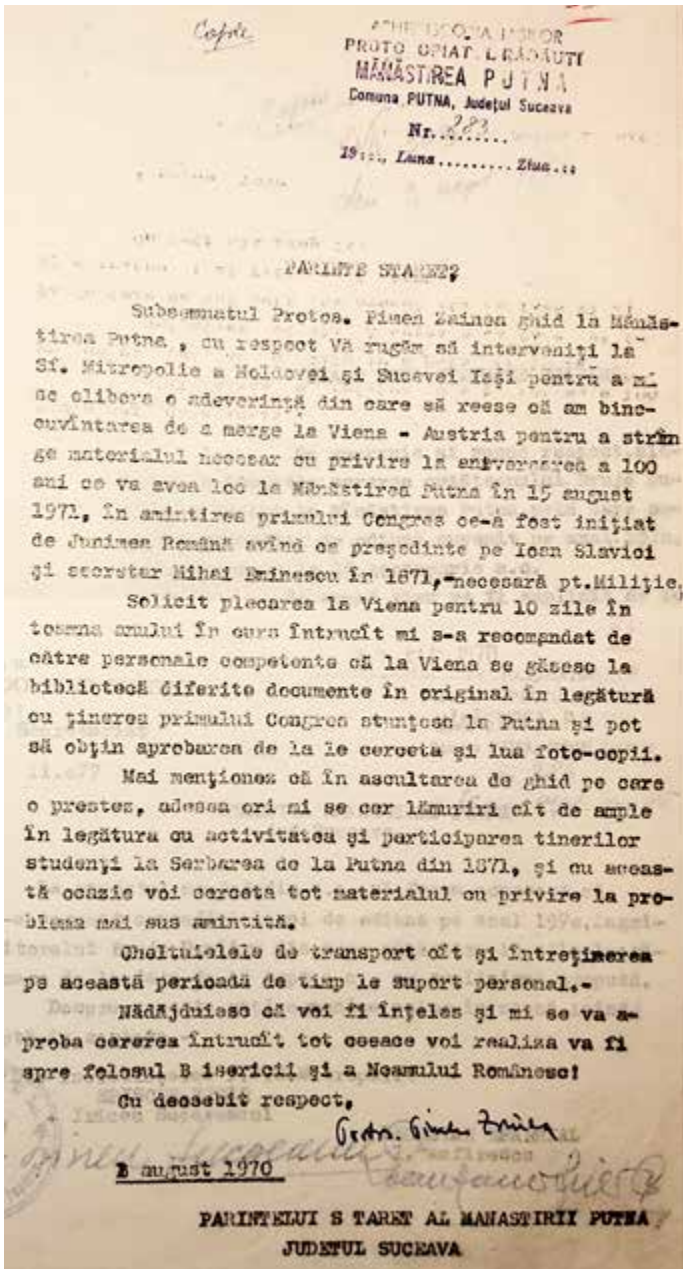 Copie
ARHIEPISCOPIA IAȘILOR
PROTOPOPIATUL RĂDĂUȚI
MĂNĂSTIREA PUTNA
Comuna PUTNA, Județul Suceava
Nr. 283
19..., Luna ......... Ziua ...
PARINTE STARET,
Subsemnatul Protos. Pimen Zainea ghid la Mănăs-
tirea Putna , cu respect Vă rugăm să interveniți la
Sf. Mitropolie a Moldovei și Sucevei Iași pentru a mi
se elibera o adeverință din care să reese că am bine-
cuvîntarea de a merge la Viena - Austria pentru a strîn
ge materialul necesar cu privire la aniversarea a 100
ani ce va avea loc la Mănăstirea Putna în 15 august
1971, în amintirea primului Congres ce-a fost inițiat
de Junimea Română avînd ca președinte pe Ioan Slavici
și secretar Mihai Eminescu în 1871,-necesară pt.Miliție.
Solicit plecarea la Viena pentru 10 zile în
toamna anului în curs întrucît mi s-a recomandat de
către personale competente că la Viena se găsesc la
bibliotecă diferite documente în original în legătură
cu ținerea primului Congres stuntesc la Putna și pot
să obțin aprobarea de la le cerceta și lua foto-copii.
Mai menționez că în ascultarea de ghid pe care
o prestez, adesea ori mi se cer lămuriri cît de ample
în legătura cu activitatea și participarea tinerilor
studenți la Serbarea de la Putna din 1871, și cu aceas-
tă ocazie voi cerceta tot materialul cu privire la pro-
blema mai sus amintită.
Cheltuielele de transport cît și întreținerea
pe această perioadă de timp le suport personal.-
Nădăjduiesc că voi fi înțeles și mi se va a-
proba cererea întrucît tot ceeace voi realiza va fi
spre folosul B isericii și a Neamului Românesc!
Cu deosebit respect,
Protos. Pimen Zainea
3 august 1970
PARINTELUI S TARET AL MANASTIRII PUTNA
JUDETUL SUCEAVA